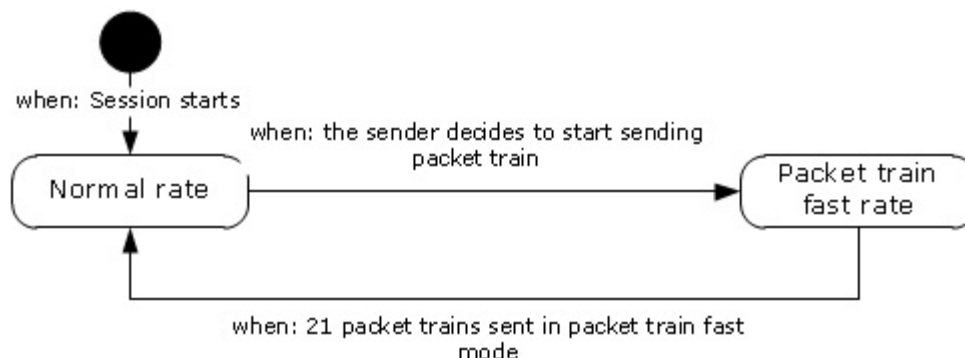 when: Session starts
when: the sender decides to start sending
packet train
Normal rate
Packet train
fast rate
when: 21 packet trains sent in packet train fast
mode